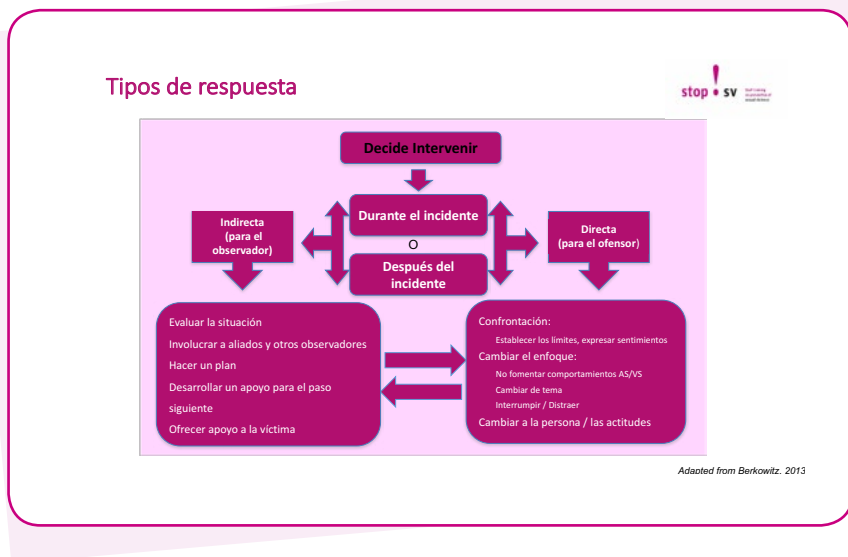 Tipos de respuesta
stop ! sv
Decide Intervenir
Durante el incidente
O
Después del
incidente
Indirecta
(para el
observador)
Directa
(para el ofensor)
Evaluar la situación
Involucrar a aliados y otros observadores
Hacer un plan
Desarrollar un apoyo para el paso
siguiente
Ofrecer apoyo a la víctima
Confrontación:
Establecer los límites, expresar sentimientos
Cambiar el enfoque:
No fomentar comportamientos AS/VS
Cambiar de tema
Interrumpir / Distraer
Cambiar a la persona / las actitudes
Adapted from Berkowitz. 2013